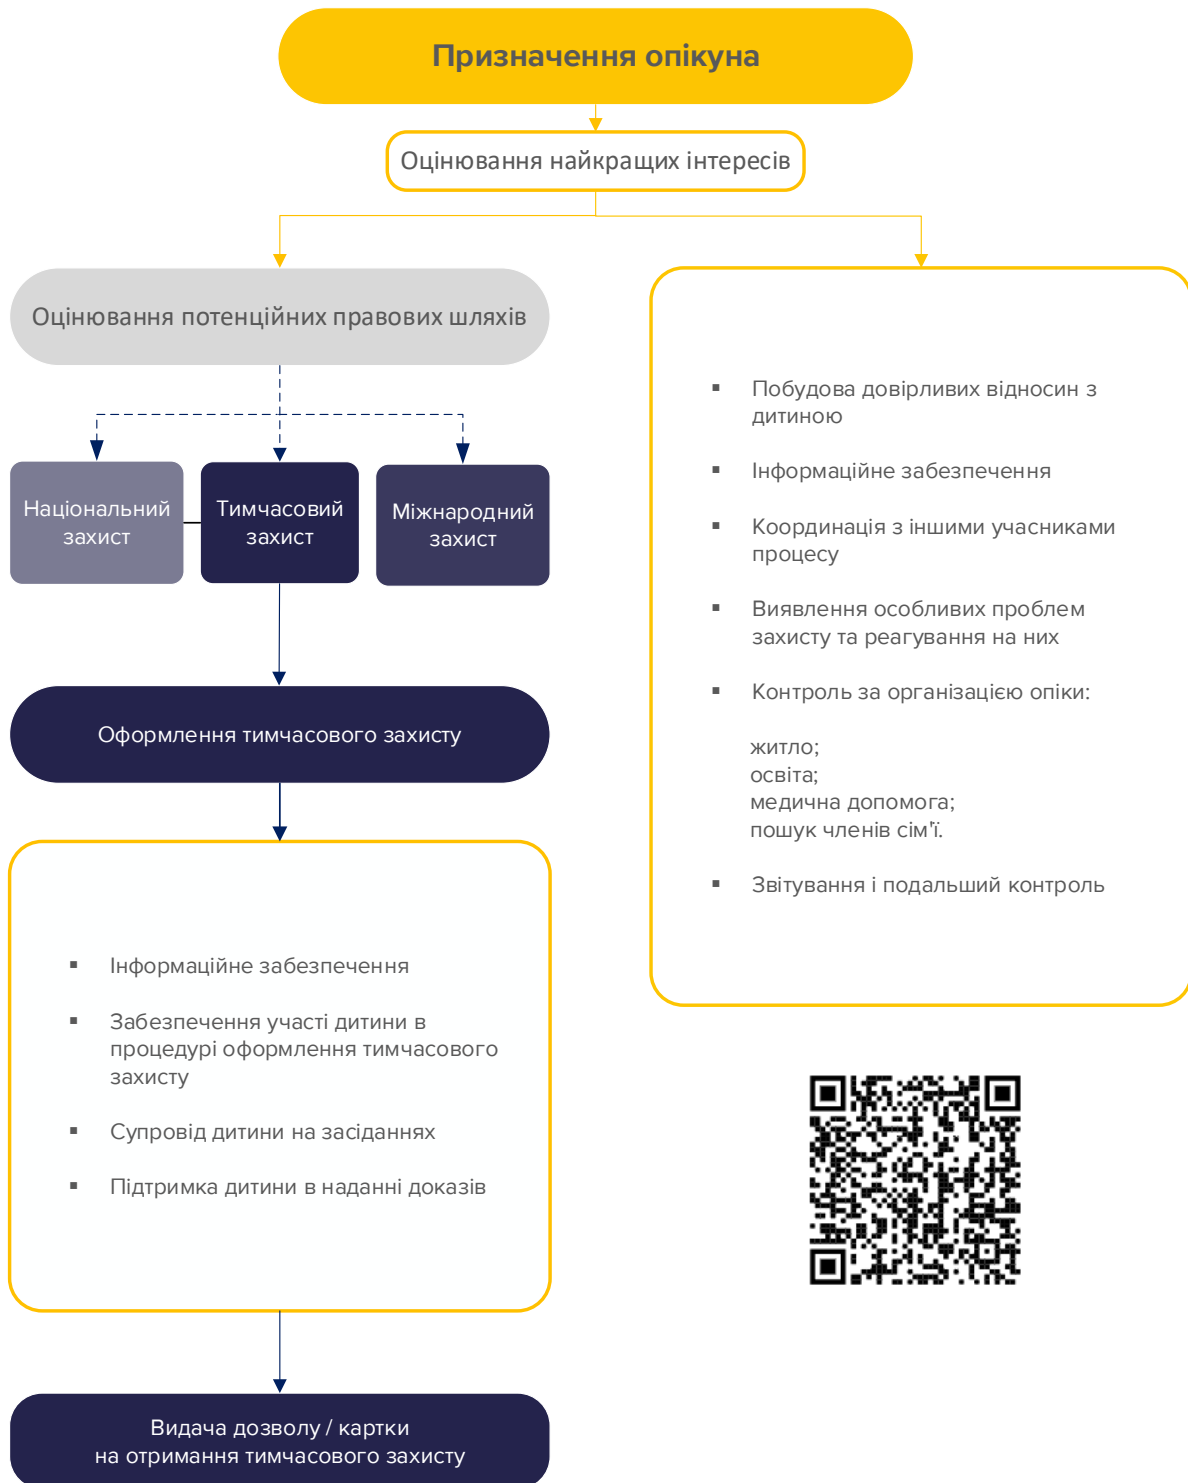 Призначення опікуна
Оцінювання найкращих інтересів
Оцінювання потенційних правових шляхів
Національний
захист
Тимчасовий
захист
Міжнародний
захист
Оформлення тимчасового захисту
▪ Інформаційне забезпечення
▪ Забезпечення участі дитини в
процедурі оформлення тимчасового
захисту
▪ Супровід дитини на засіданнях
▪ Підтримка дитини в наданні доказів
Видача дозволу / картки
на отримання тимчасового захисту
▪ Побудова довірливих відносин з
дитиною
▪ Інформаційне забезпечення
▪ Координація з іншими учасниками
процесу
▪ Виявлення особливих проблем
захисту та реагування на них
▪ Контроль за організацією опіки:
житло;
освіта;
медична допомога;
пошук членів сім'ї.
▪ Звітування і подальший контроль